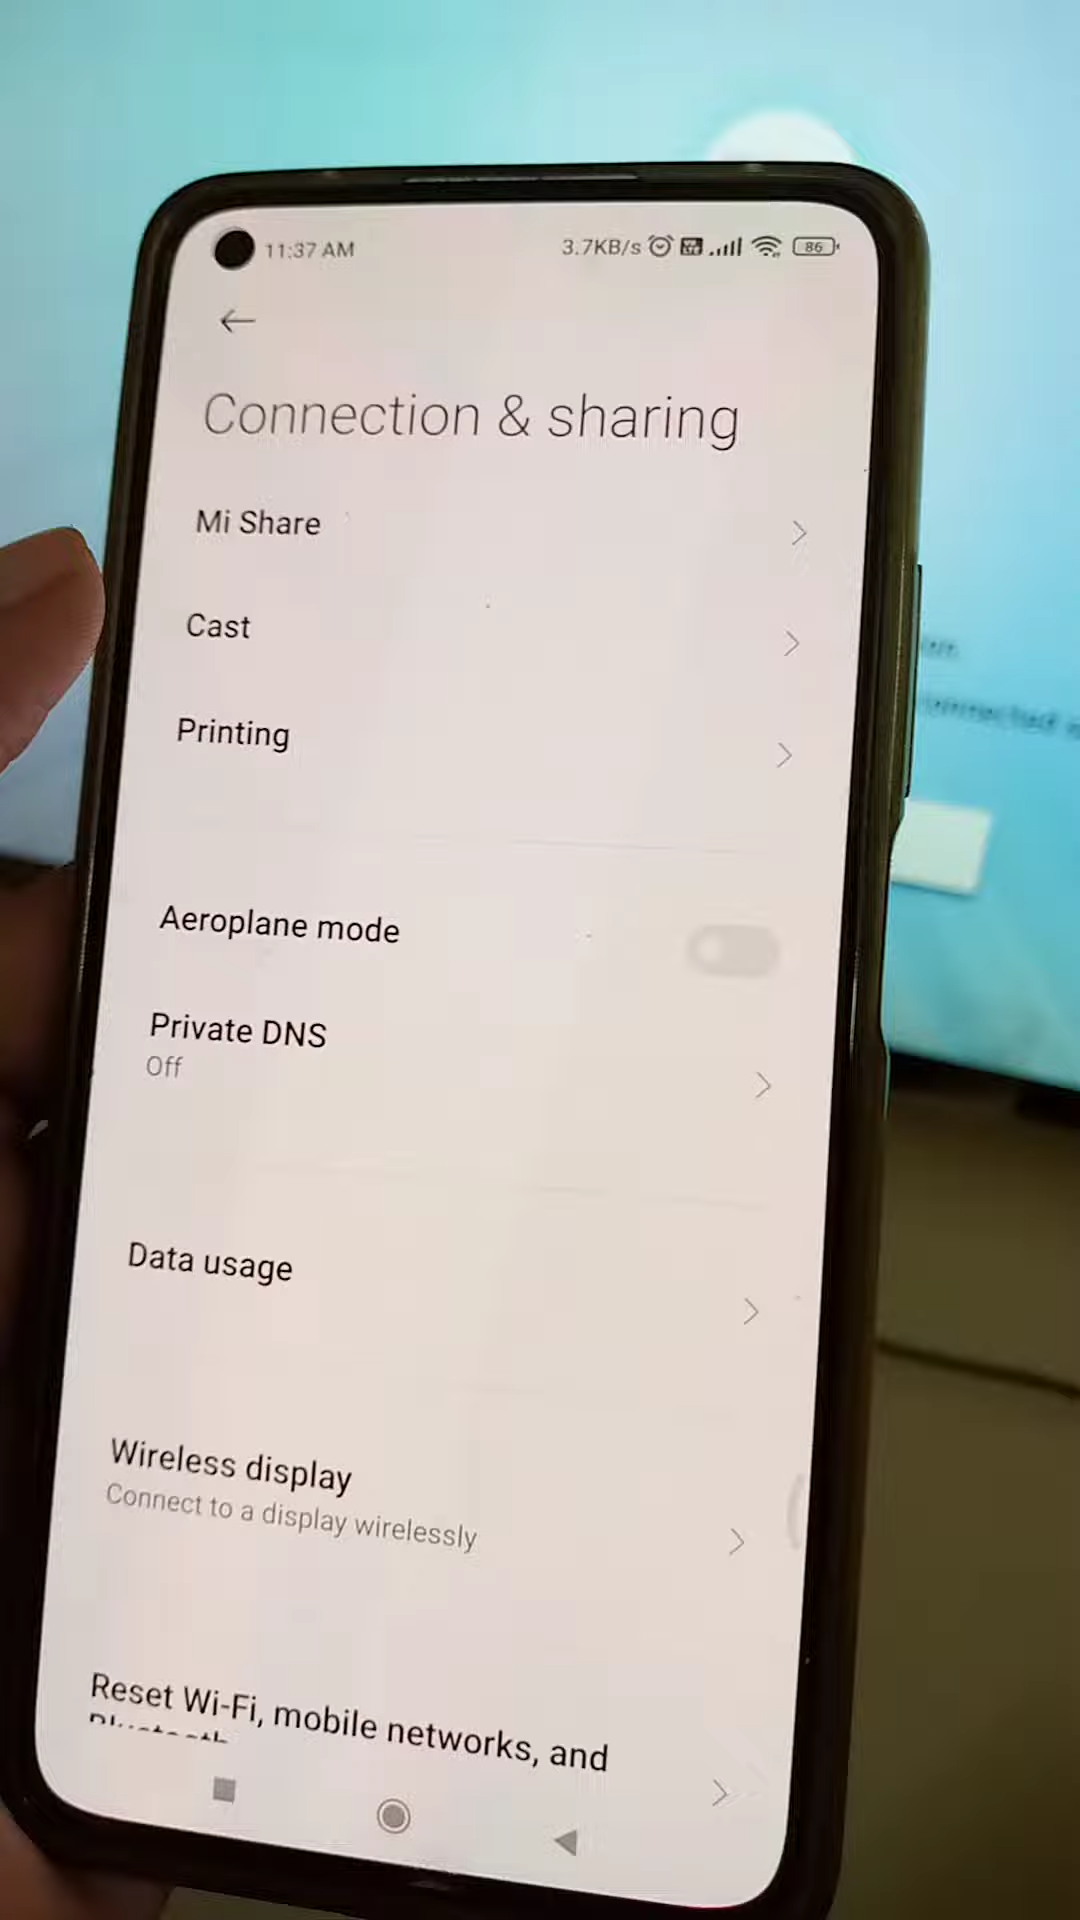 11:37 AM 3.7KB/s 86
Connection & sharing
Mi Share
Cast
Printing
Aeroplane mode
Private DNS
Off
Data usage
Wireless display
Connect to a display wirelessly
Reset Wi-Fi, mobile networks, and